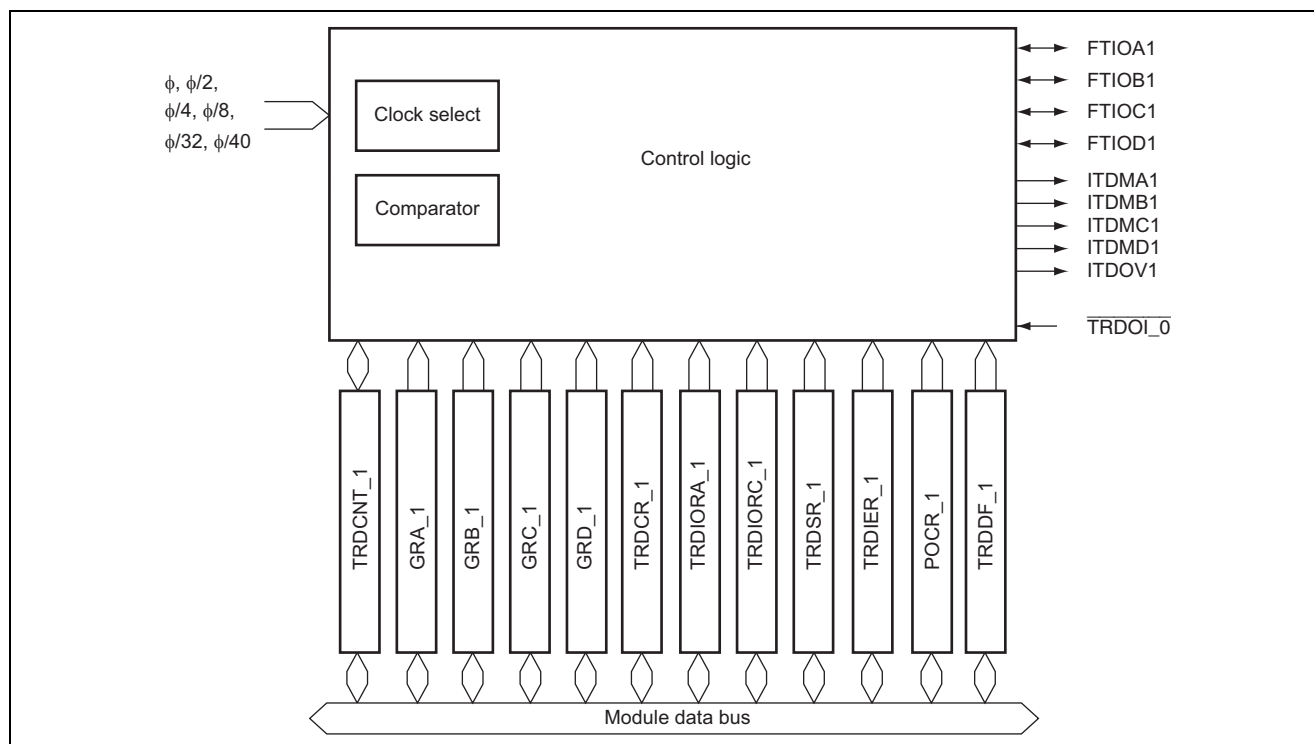 ϕ, ϕ/2,
ϕ/4, ϕ/8,
ϕ/32, ϕ/40
Clock select
Comparator
Control logic
FTIOA1
FTIOB1
FTIOC1
FTIOD1
ITDMA1
ITDMB1
ITDMC1
ITDMD1
ITDOV1
TRDOI_0
TRDCNT_1
GRA_1
GRB_1
GRC_1
GRD_1
TRDCR_1
TRDIORA_1
TRDIORC_1
TRDSR_1
TRDIER_1
POCR_1
TRDDF_1
Module data bus